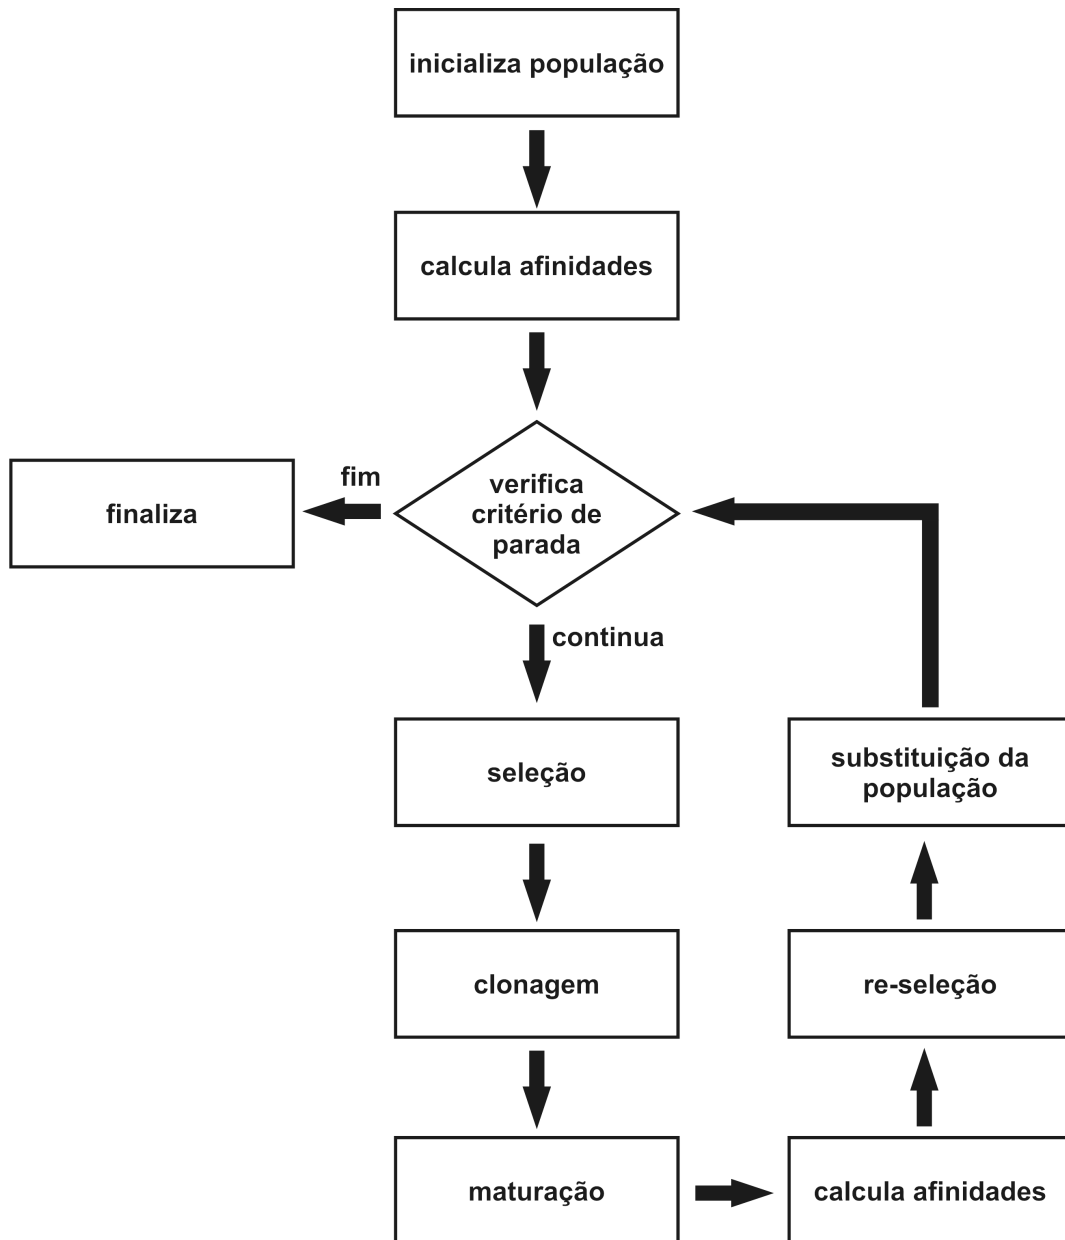 inicializa população
calcula afinidades
verifica
critério de
parada
fim
finaliza
continua
seleção
clonagem
maturação
calcula afinidades
re-seleção
substituição da
população